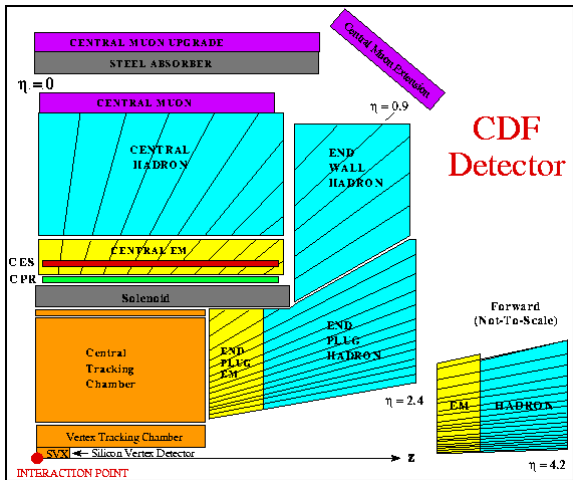 CENTRAL MUON UPGRADE
STEEL ABSORBER
Central Muon Extension
η = 0
CENTRAL MUON
η = 0.9
CDF
Detector
CENTRAL
HADRON
END
WALL
HADRON
CENTRAL EM
CES
CPR
Solenoid
Forward
(Not-To-Scale)
Central
Tracking
Chamber
END
PLUG
EM
END
PLUG
HADRON
EM
HADRON
η = 2.4
Vertex Tracking Chamber
SVX
Silicon Vertex Detector
z
INTERACTION POINT
η = 4.2